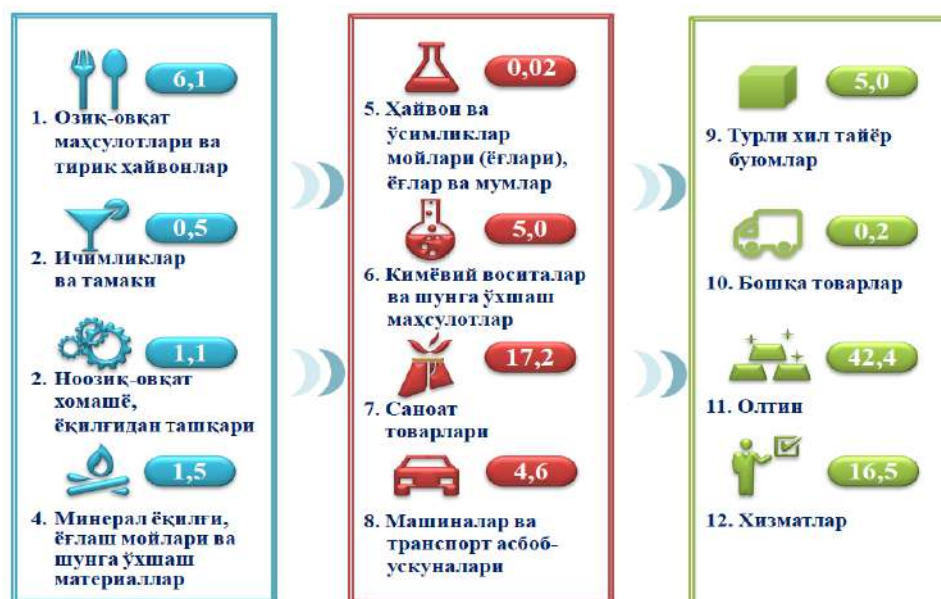 6,1
1. Озиқ-овқат
маҳсулотлари ва
тирик ҳайвонлар
0,5
2. Ичимликлар
ва тамаки
1,1
2. Ноозиқ-овқат
хомашё,
ёқилғидан ташқари
1,5
4. Минерал ёқилғи,
ёғлаш мойлари ва
шунга ўхшаш
материаллар
0,02
5. Ҳайвон ва
ўсимликлар
мойлари (ёғлари),
ёғлар ва мумлар
5,0
6. Кимёвий воситалар
ва шунга ўхшаш
маҳсулотлар
17,2
7. Саноат
товарлари
4,6
8. Машиналар ва
транспорт асбоб-
ускуналари
5,0
9. Турли хил тайёр
буюмлар
0,2
10. Бошқа товарлар
42,4
11. Олтин
16,5
12. Хизматлар